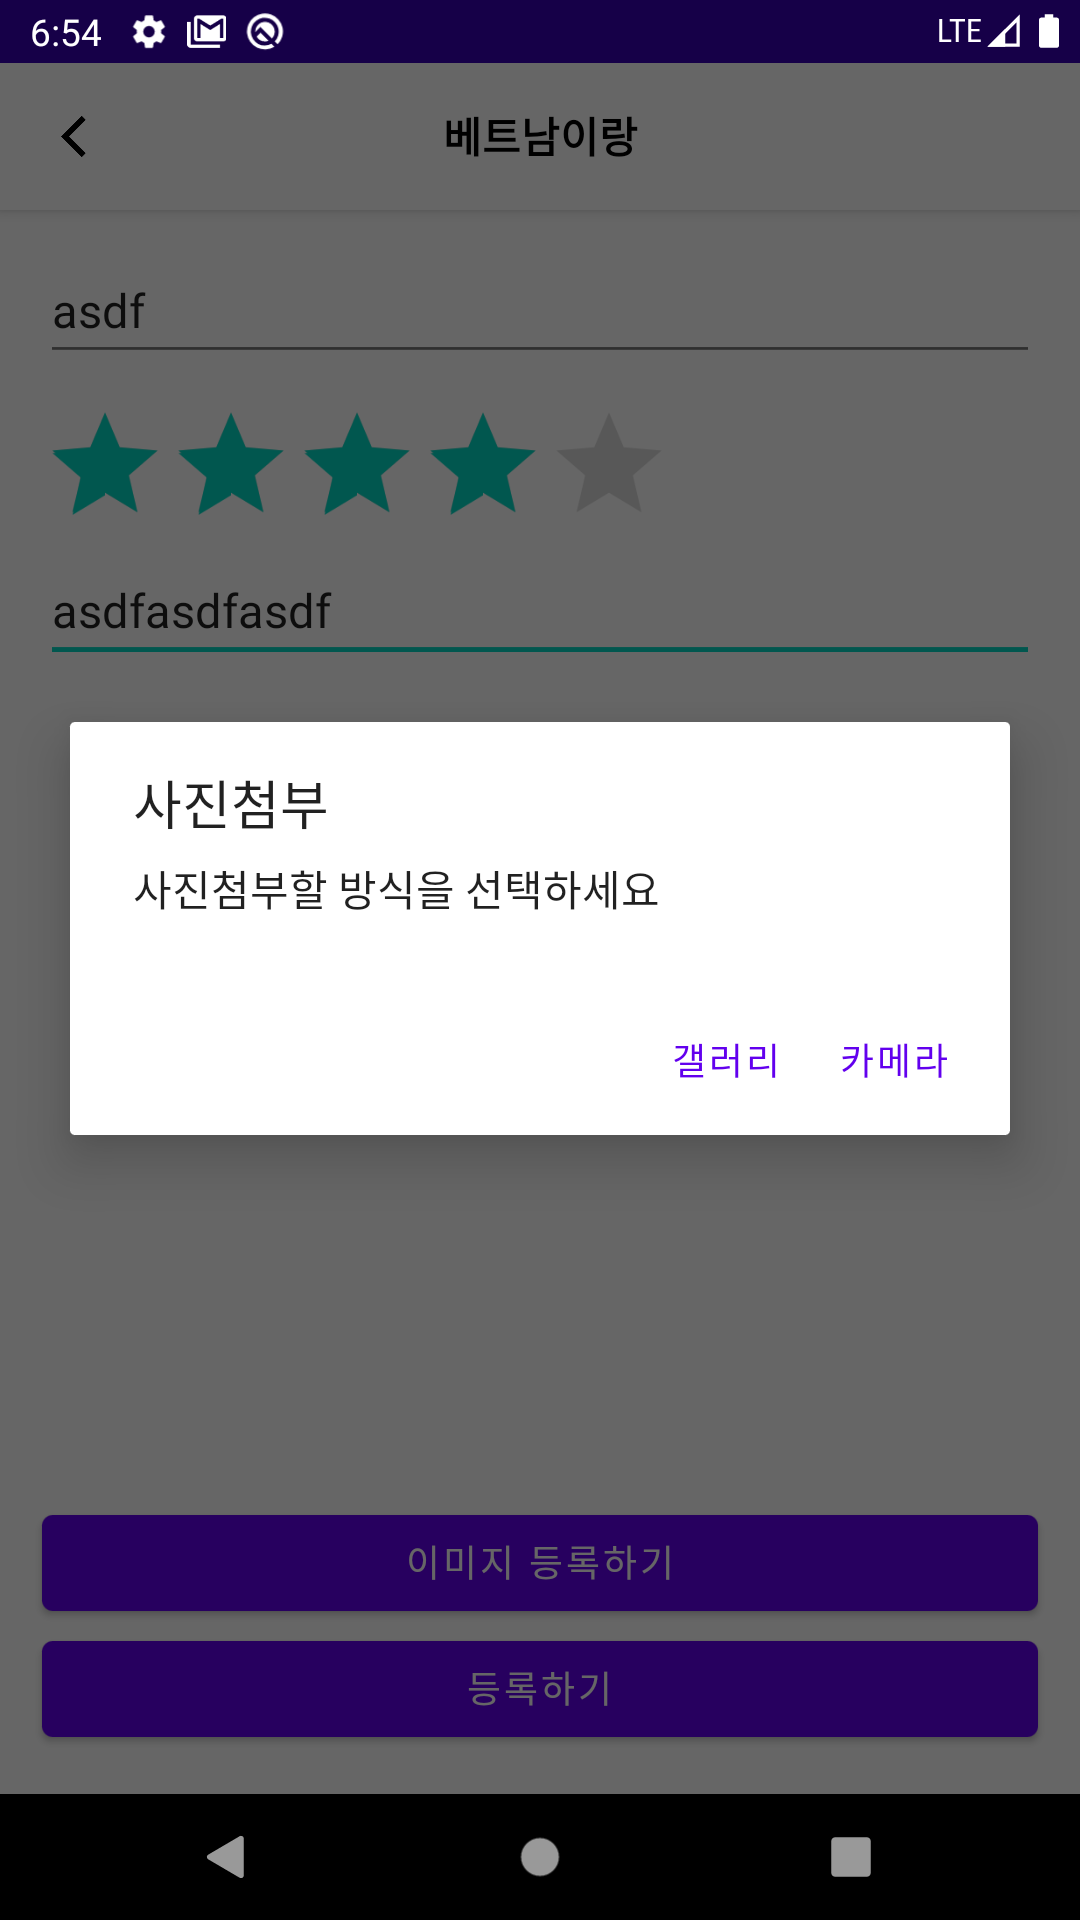 6:54 LTE
베트남이랑
asdf
asdfasdfasdf
사진첨부
사진첨부할 방식을 선택하세요
갤러리 카메라
이미지 등록하기
등록하기